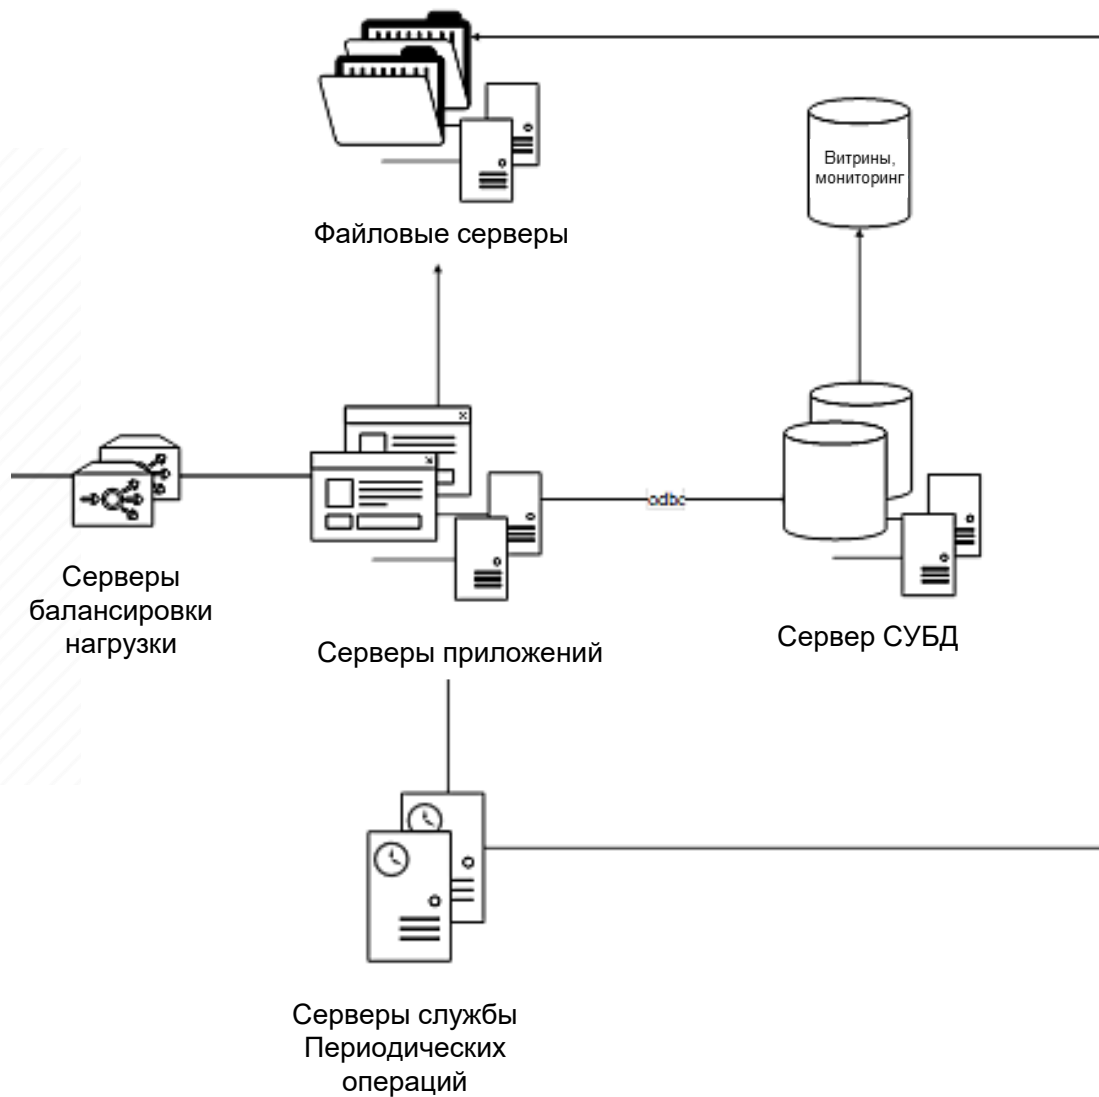 Витрины,
мониторинг
Файловые серверы
odbc
Серверы
балансировки
нагрузки
Серверы приложений
Сервер СУБД
Серверы службы
Периодических
операций